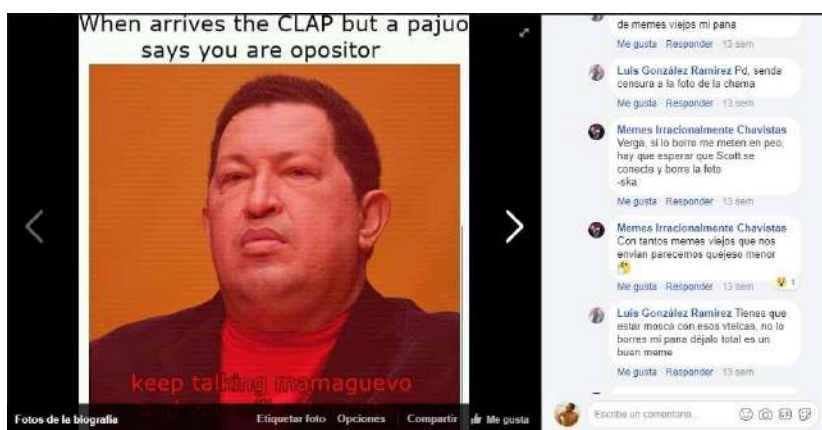 When arrives the CLAP but a pajuo
says you are opositor
keep talking mamaguevo
Fotos de la biografía
Etiquetar foto Opciones Compartir Me gusta
de memes viejos mi pana
Me gusta · Responder · 13 sem
Luis González Ramírez Pd, senda
censura a la foto de la chama
Me gusta · Responder · 13 sem
Memes Irracionalmente Chavistas
Verga, si lo borro me meten en peo,
hay que esperar que Scott se
conecte y borre la foto
-ska
Me gusta · Responder · 13 sem
Memes Irracionalmente Chavistas
Con tantos memes viejos que nos
envian parecemos quejeso menor
🤔
Me gusta · Responder · 13 sem
1
Luis González Ramírez Tienes que
estar mosca con esos vteicas, no lo
borres mi pana déjalo total es un
buen meme
Me gusta · Responder · 13 sem
Escribe un comentario...